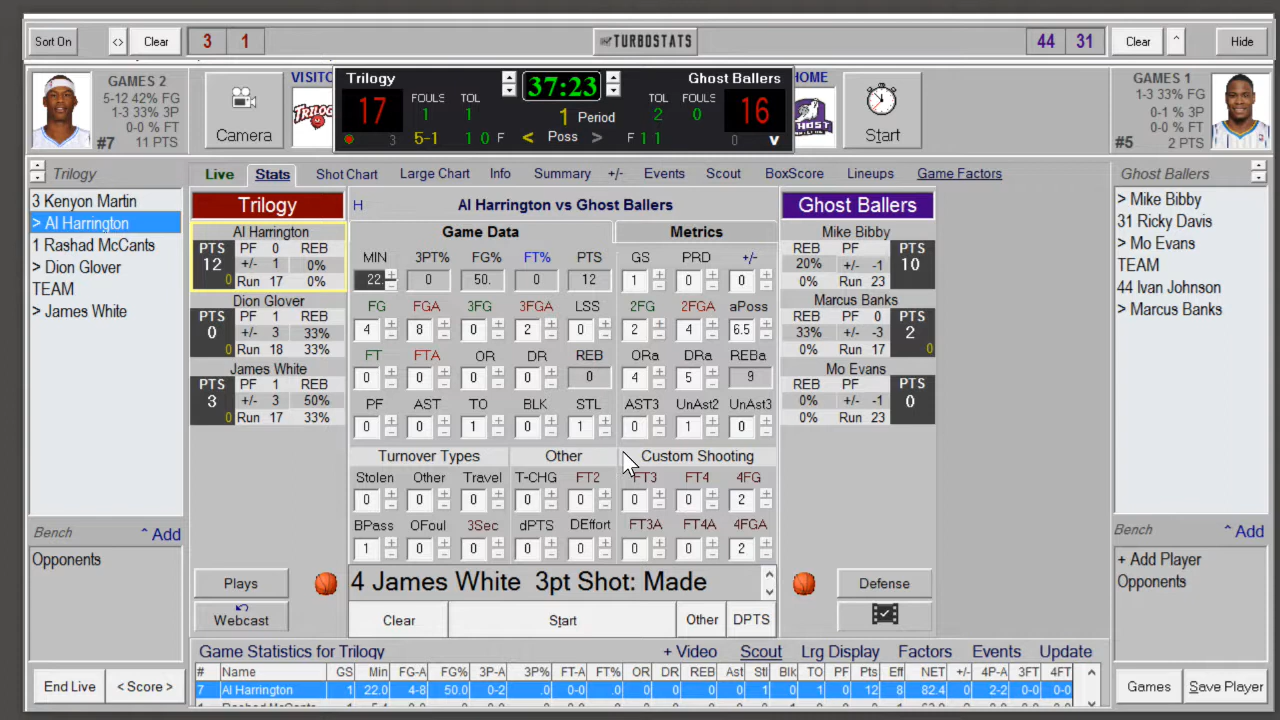 Sort On <> Clear 3 1 TURBOSTATS 44 31 Clear ^ Hide
GAMES 2
5-12 42% FG
1-3 33% 3P
0-0 % FT
#7 11 PTS
Camera
VISITO
Trilogy Ghost Ballers
17 FOULS TOL 37:23 TOL FOULS 16
1 1 1 Period 2 0
3 5-1 1 0 F < Poss > F 1 1 0 V
HOME
GHOST
Start
GAMES 1
1-3 33% FG
0-1 % 3P
0-0 % FT
#5 2 PTS
Trilogy
3 Kenyon Martin
> Al Harrington
1 Rashad McCants
> Dion Glover
TEAM
> James White
Bench ^ Add
Opponents
End Live < Score >
Live Stats Shot Chart Large Chart Info Summary +/- Events Scout BoxScore Lineups Game Factors
Trilogy
Al Harrington
PTS PF 0 REB
12 +/- 1 0%
0 Run 17 0%
Dion Glover
PTS PF 1 REB
0 +/- 3 33%
0 Run 18 33%
James White
PTS PF 1 REB
3 +/- 3 50%
0 Run 17 33%
H Al Harrington vs Ghost Ballers
Game Data Metrics
MIN 3PT% FG% FT% PTS GS PRD +/-
22. 0 50. 0 12 1 0 0
FG FGA 3FG 3FGA LSS 2FG 2FGA aPoss
4 8 0 2 0 2 4 6.5
FT FTA OR DR REB ORa DRa REBa
0 0 0 0 0 4 5 9
PF AST TO BLK STL AST3 UnAst2 UnAst3
0 0 1 0 1 0 1 0
Turnover Types Other Custom Shooting
Stolen Other Travel T-CHG FT2 FT3 FT4 4FG
0 0 0 0 0 0 0 2
BPass OFoul 3Sec dPTS DEffort FT3A FT4A 4FGA
1 0 0 0 0 0 0 2
4 James White 3pt Shot: Made
Clear Start Other DPTS
Plays
Webcast
Ghost Ballers
Mike Bibby
REB PF PTS
20% +/- -1 10
0% Run 23
Marcus Banks
REB PF 0 PTS
33% +/- -3 2
0% Run 17 0
Mo Evans
REB PF PTS
0% +/- -1 0
0% Run 23
Defense
Ghost Ballers
> Mike Bibby
31 Ricky Davis
> Mo Evans
TEAM
44 Ivan Johnson
> Marcus Banks
Bench ^ Add
+ Add Player
Opponents
Games Save Player
Game Statistics for Trilogy + Video Scout Lrg Display Factors Events Update
# Name GS Min FG-A FG% 3P-A 3P% FT-A FT% OR DR REB Ast Stl Blk TO PF Pts Eff NET +/- 4P-A 3FT 4FT
7 Al Harrington 1 22.0 4-8 50.0 0-2 .0 0-0 .0 0 0 0 0 1 0 1 0 12 8 82.4 0 2-2 0-0 0-0